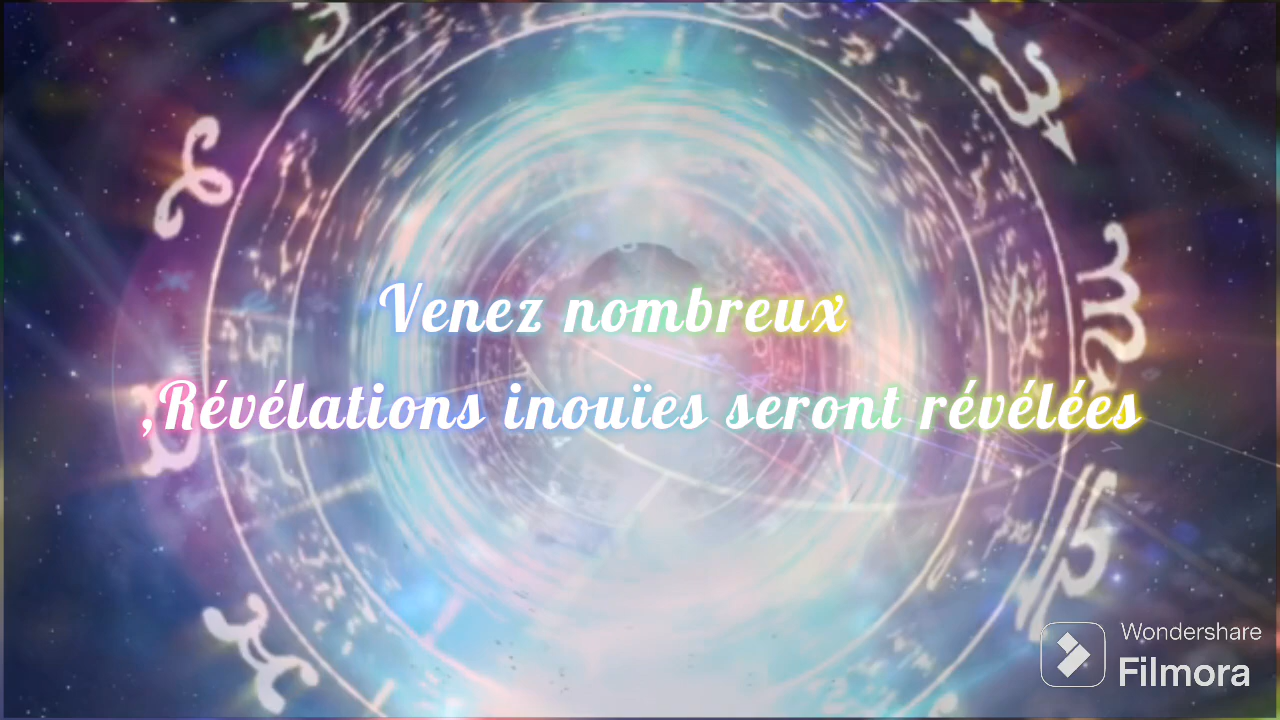 Venez nombreux
,Révélations inouïes seront révélées
Wondershare
Filmora